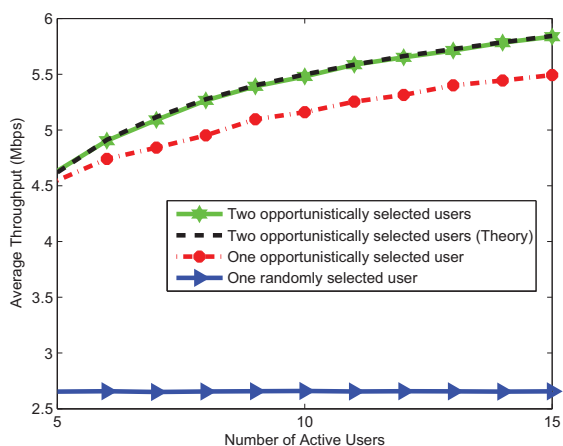 6
5.5
5
4.5
4
3.5
3
2.5
Average Throughput (Mbps)
Two opportunistically selected users
Two opportunistically selected users (Theory)
One opportunistically selected user
One randomly selected user
5
10
15
Number of Active Users